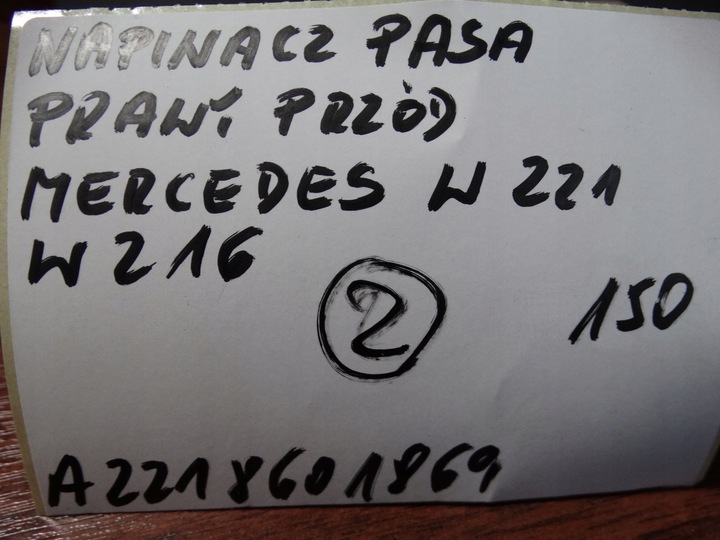 NAPINACZ PASA
PRAWY PRZÓD
MERCEDES W 221
W 216
2
150
A2218601869